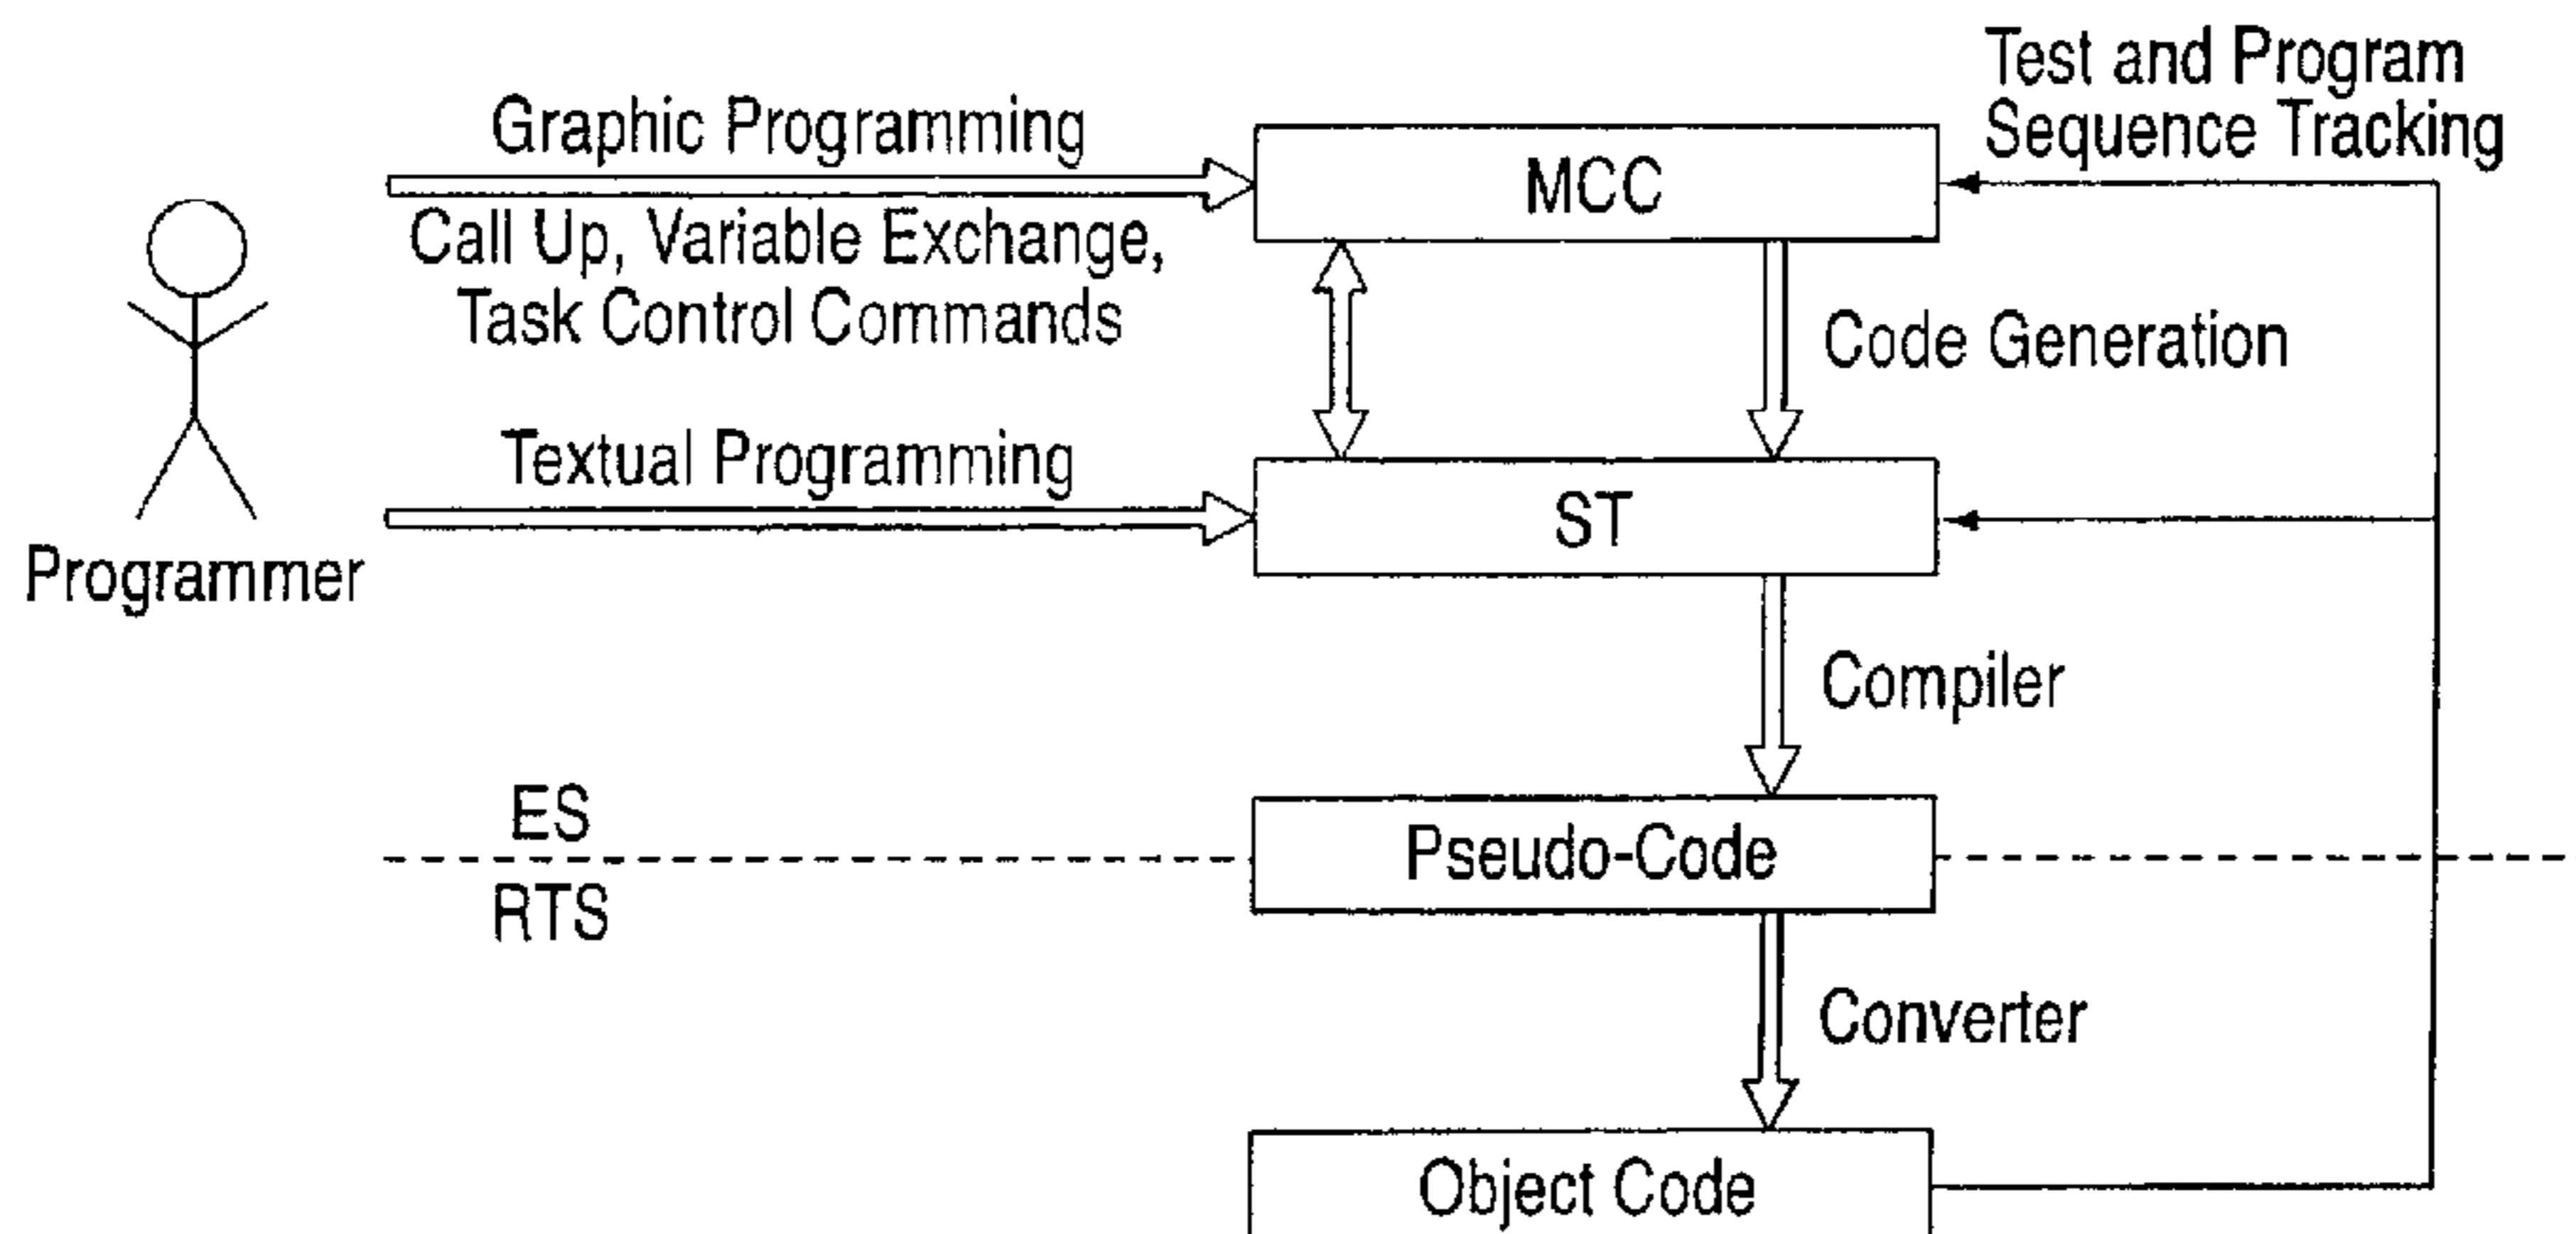 Test and Program
Sequence Tracking
Graphic Programming
MCC
Call Up, Variable Exchange,
Task Control Commands
Code Generation
Textual Programming
ST
Programmer
Compiler
ES
Pseudo-Code
RTS
Converter
Object Code